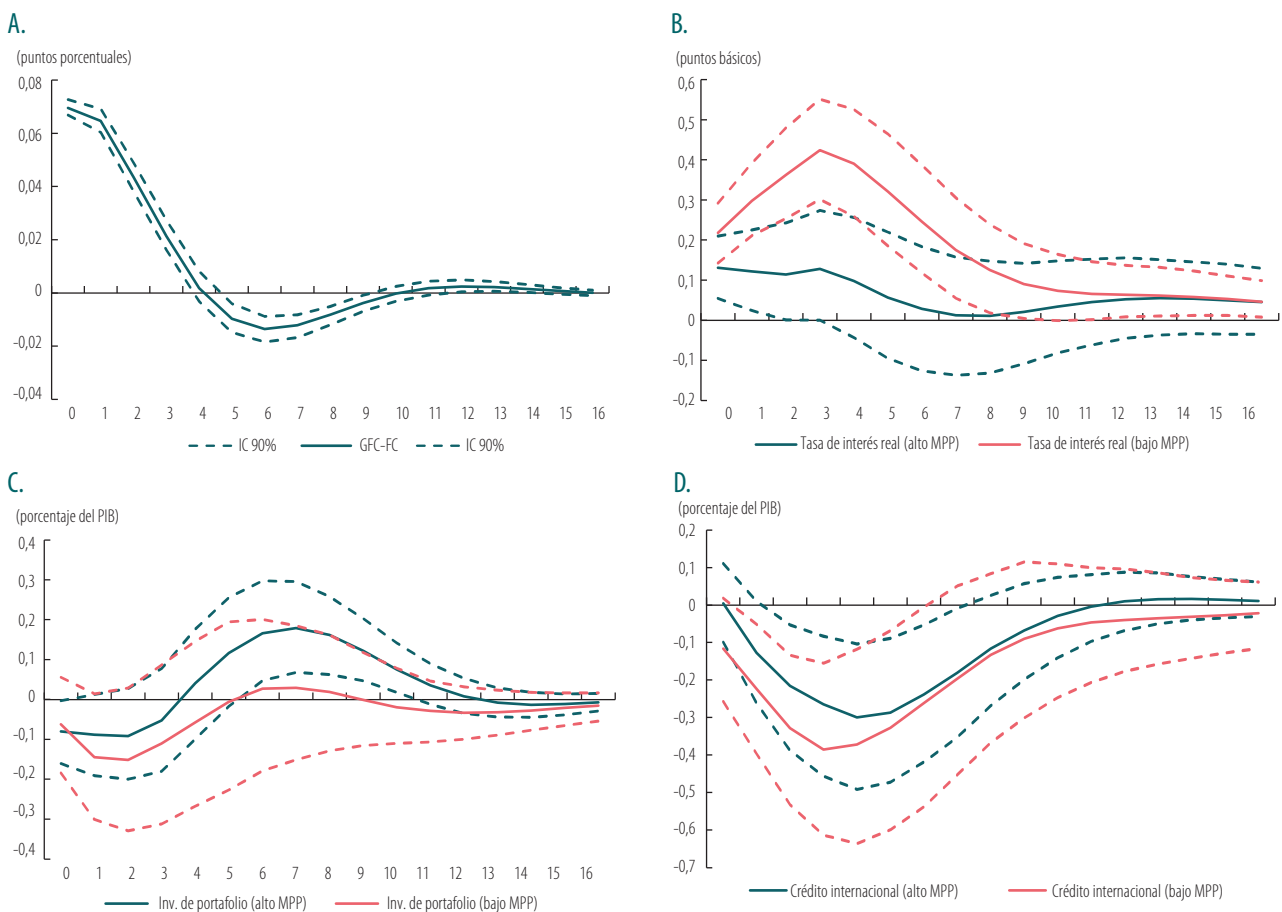 A.
(puntos porcentuales)
0,08
0,06
0,04
0,02
0
-0,02
-0,04
0 1 2 3 4 5 6 7 8 9 10 11 12 13 14 15 16
IC 90% GFC-FC IC 90%
B.
(puntos básicos)
0,6
0,5
0,4
0,3
0,2
0,1
0
-0,1
-0,2
0 1 2 3 4 5 6 7 8 9 10 11 12 13 14 15 16
Tasa de interés real (alto MPP) Tasa de interés real (bajo MPP)
C.
(porcentaje del PIB)
0,4
0,3
0,2
0,1
0
-0,1
-0,2
-0,3
-0,4
0 1 2 3 4 5 6 7 8 9 10 11 12 13 14 15 16
Inv. de portafolio (alto MPP) Inv. de portafolio (bajo MPP)
D.
(porcentaje del PIB)
0,2
0,1
0
-0,1
-0,2
-0,3
-0,4
-0,5
-0,6
-0,7
Crédito internacional (alto MPP) Crédito internacional (bajo MPP)